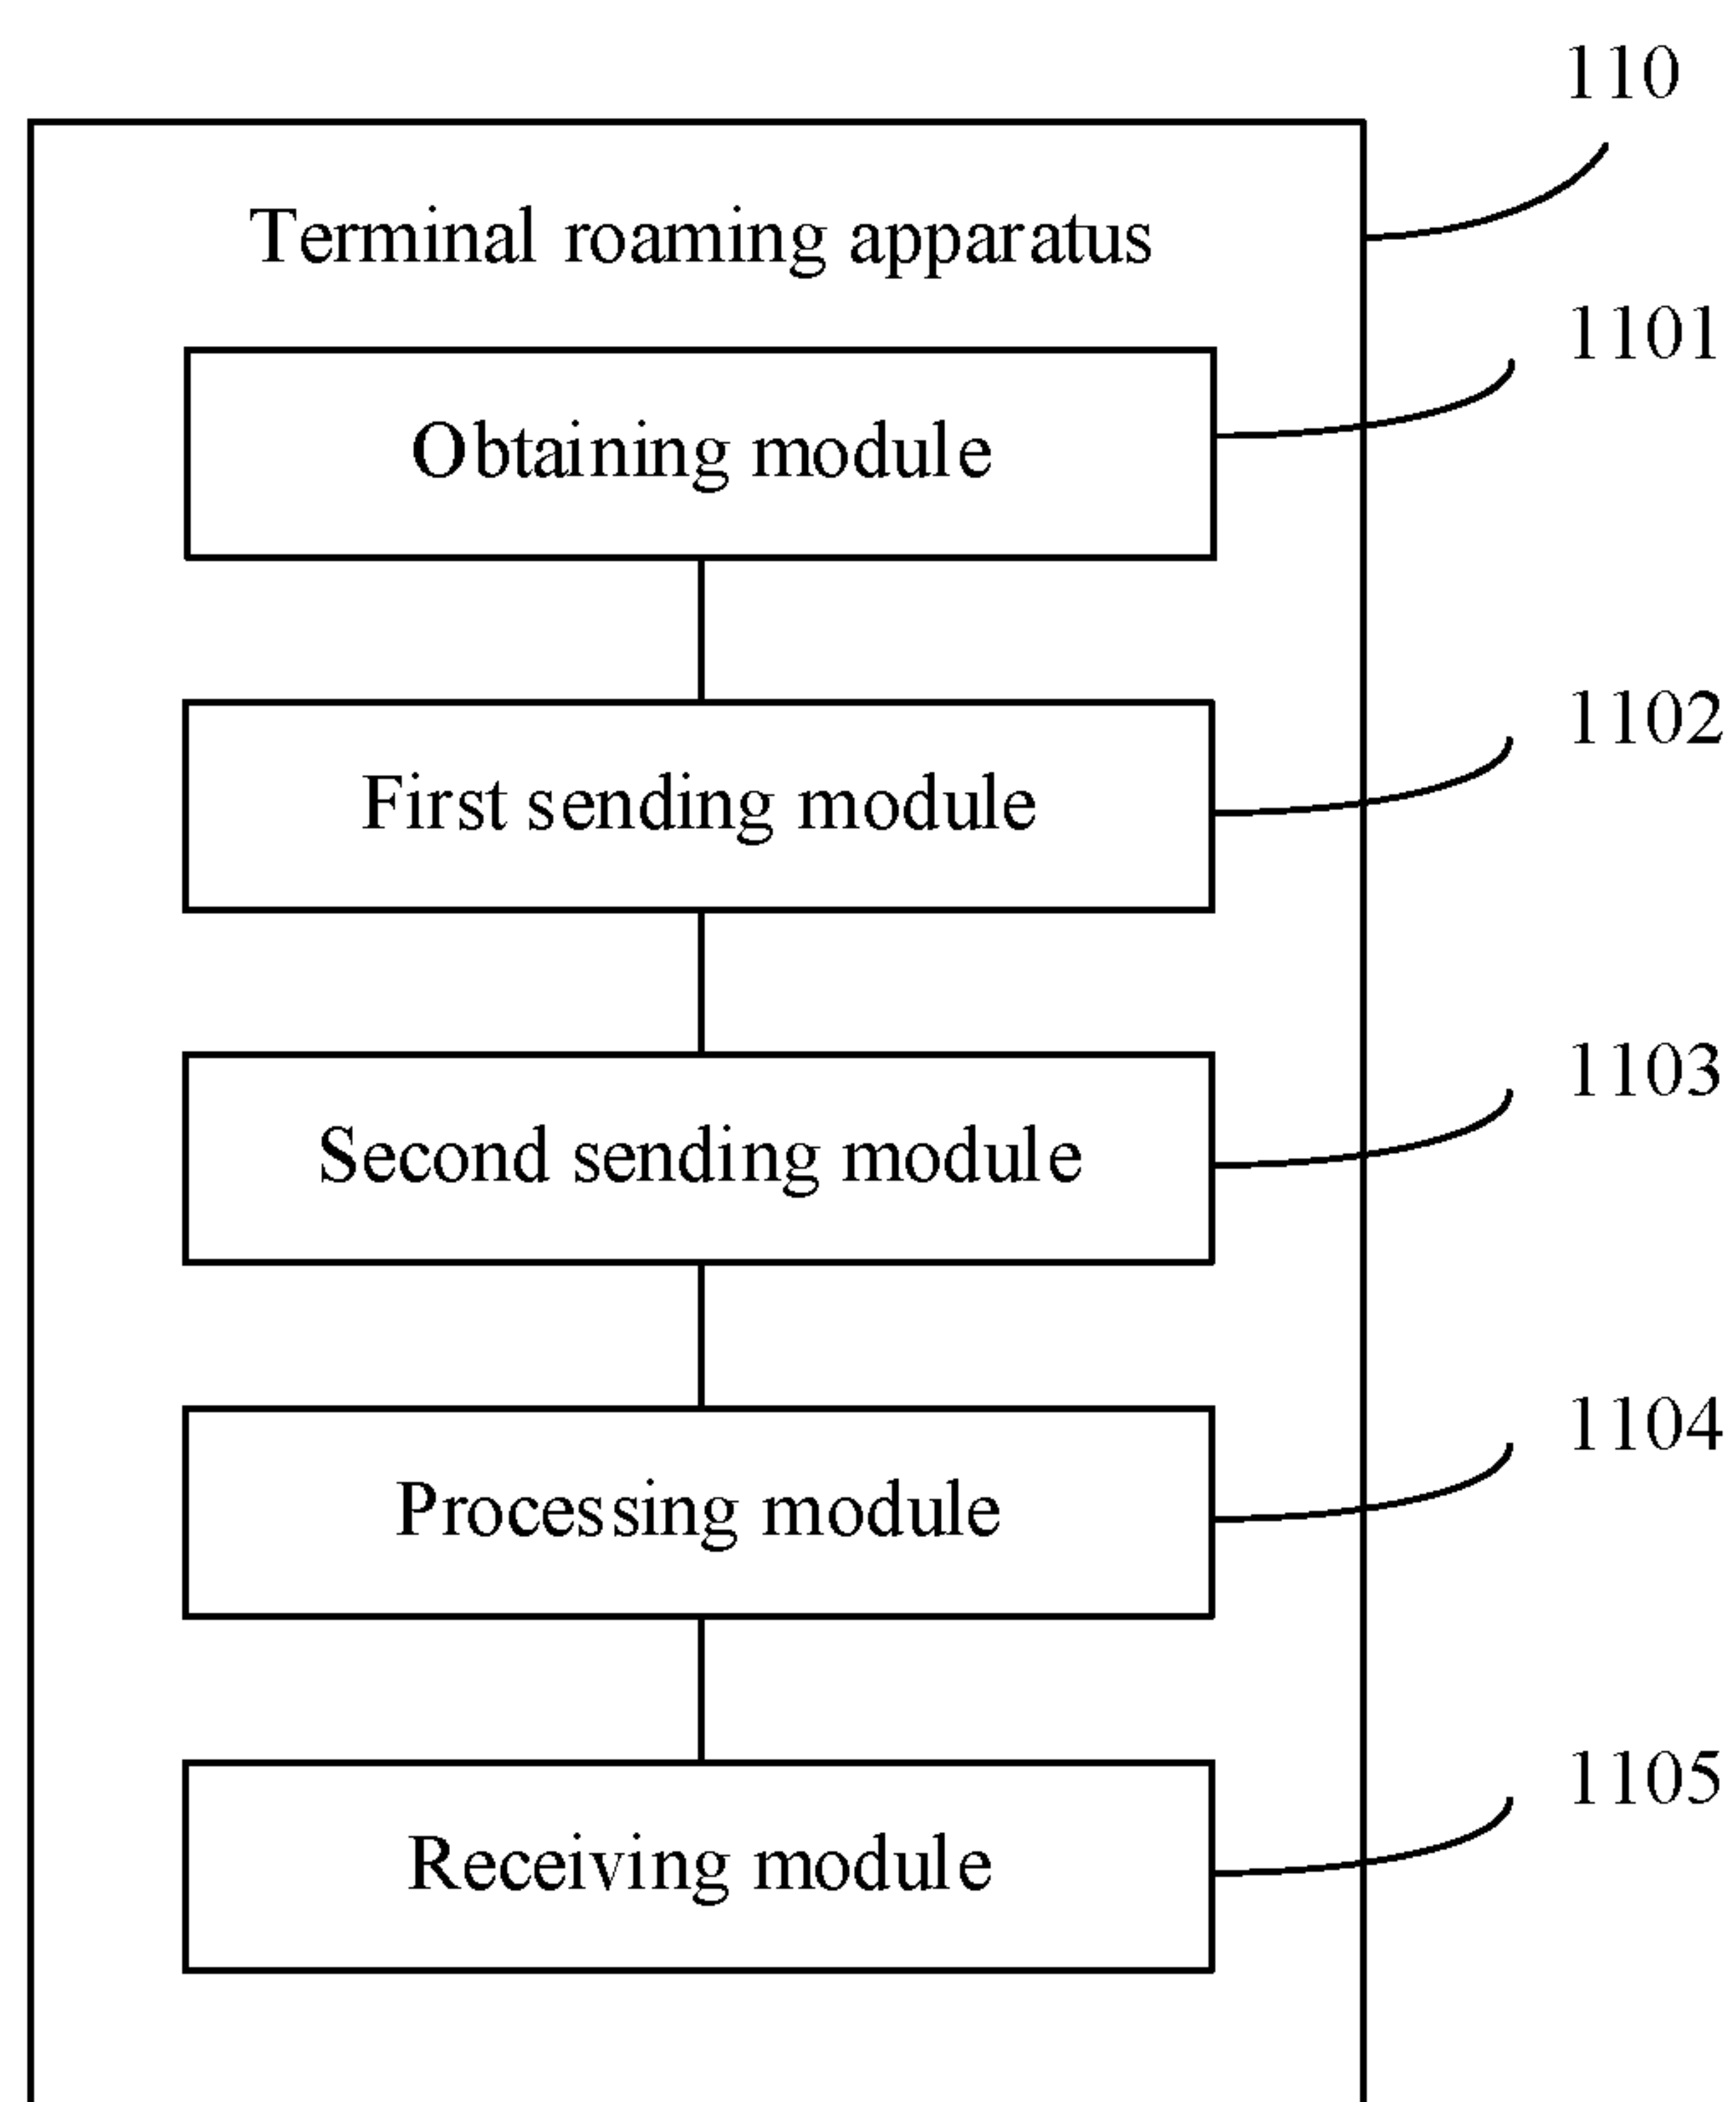 110
Terminal roaming apparatus
1101
Obtaining module
1102
First sending module
1103
Second sending module
1104
Processing module
1105
Receiving module